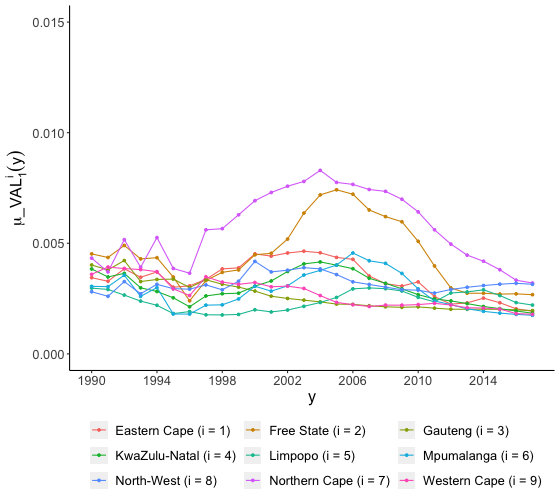 0.015
0.010
0.005
0.000
μ_VAL₁ⁱ(y)
1990 1994 1998 2002 2006 2010 2014
y
Eastern Cape (i = 1) Free State (i = 2) Gauteng (i = 3)
KwaZulu-Natal (i = 4) Limpopo (i = 5) Mpumalanga (i = 6)
North-West (i = 8) Northern Cape (i = 7) Western Cape (i = 9)